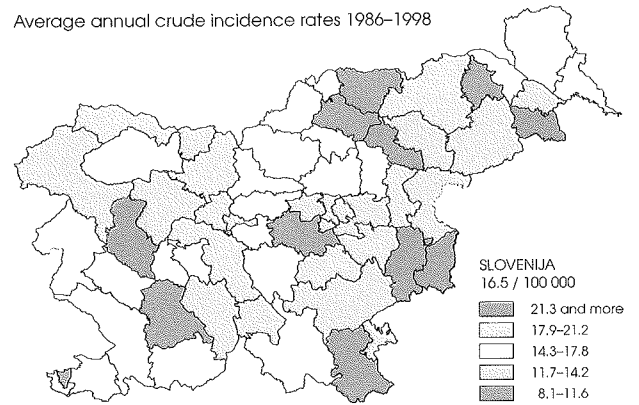 Average annual crude incidence rates 1986–1998
SLOVENIJA
16.5 / 100 000
21.3 and more
17.9–21.2
14.3–17.8
11.7–14.2
8.1–11.6